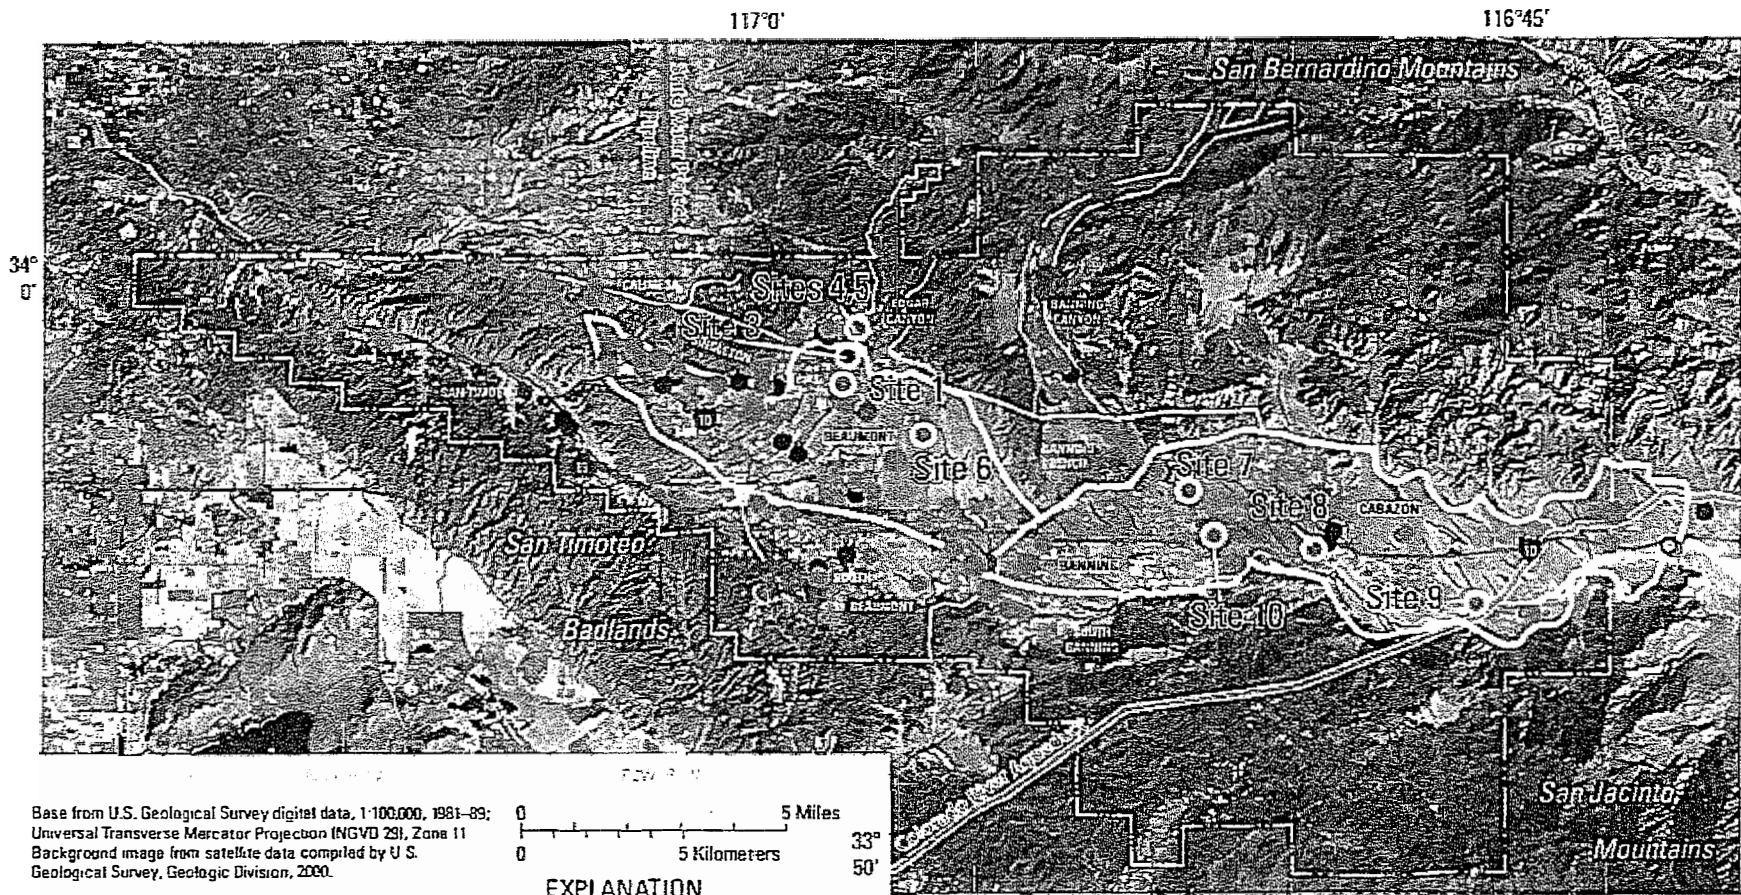 117°0'
116°45'
San Bernardino Mountains
State Water Project
34°
0'
Sites 4,5
CANYON
BANNING
CANYON
Site 3
Site 1
10
BEAUMONT
Site 6
Site 7
Site 8
CABAZON
10
San Timoteo
BANNING
Site 9
BEAUMONT
Site 10
Badlands
SOUTH
BANNING
San Jacinto
Mountains
Base from U.S. Geological Survey digital data, 1:100,000, 1981–89;
Universal Transverse Mercator Projection (NGVD 29), Zone 11
Background image from satellite data compiled by U S.
Geological Survey, Geologic Division, 2000.
0 5 Miles
0 5 Kilometers
33°
50'
EXPLANATION